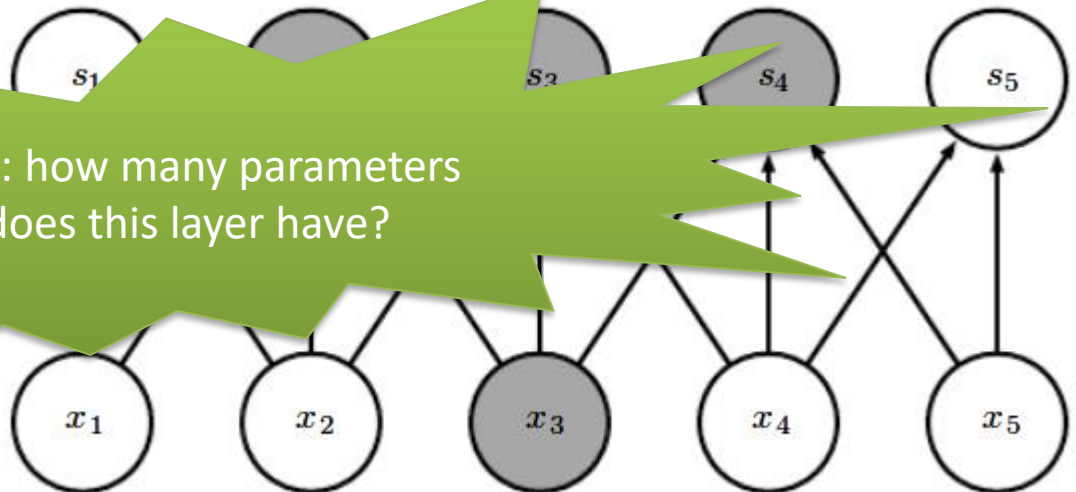 s1 s3 s4 s5
: how many parameters
does this layer have?
x1 x2 x3 x4 x5